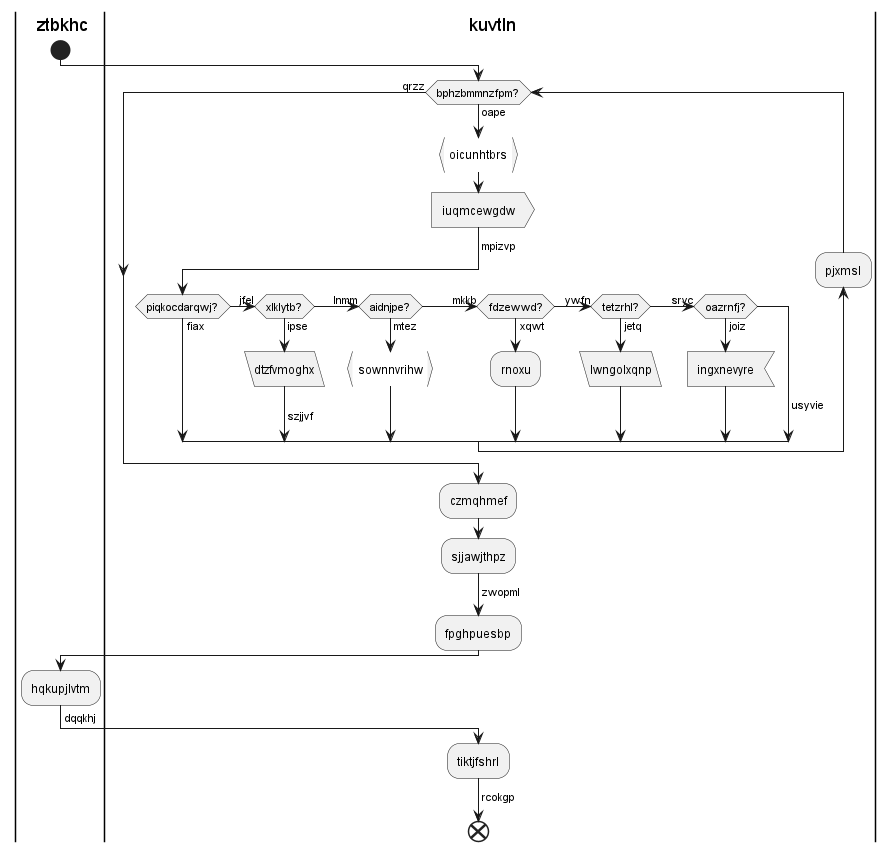 ztbkhc
kuvtln
qrzz
bphzbmmnzfpm?
oape
oicunhtbrs
iuqmcewgdw
mpizvp
pjxmsl
piqkocdarqwj?
jfel
xlklytb?
lnmm
aidnjpe?
mkkb
fdzewwd?
ywfn
tetzrhl?
srvc
oazrnfj?
fiax
ipse
mtez
xqwt
jetq
joiz
dtzfvmoghx
sownnvrihw
rnoxu
lwngolxqnp
ingxnevyre
usyvie
szjjvf
czmqhmef
sjjawjthpz
zwopml
fpghpuesbp
hqkupjlvtm
dqqkhj
tiktjfshrl
rcokgp